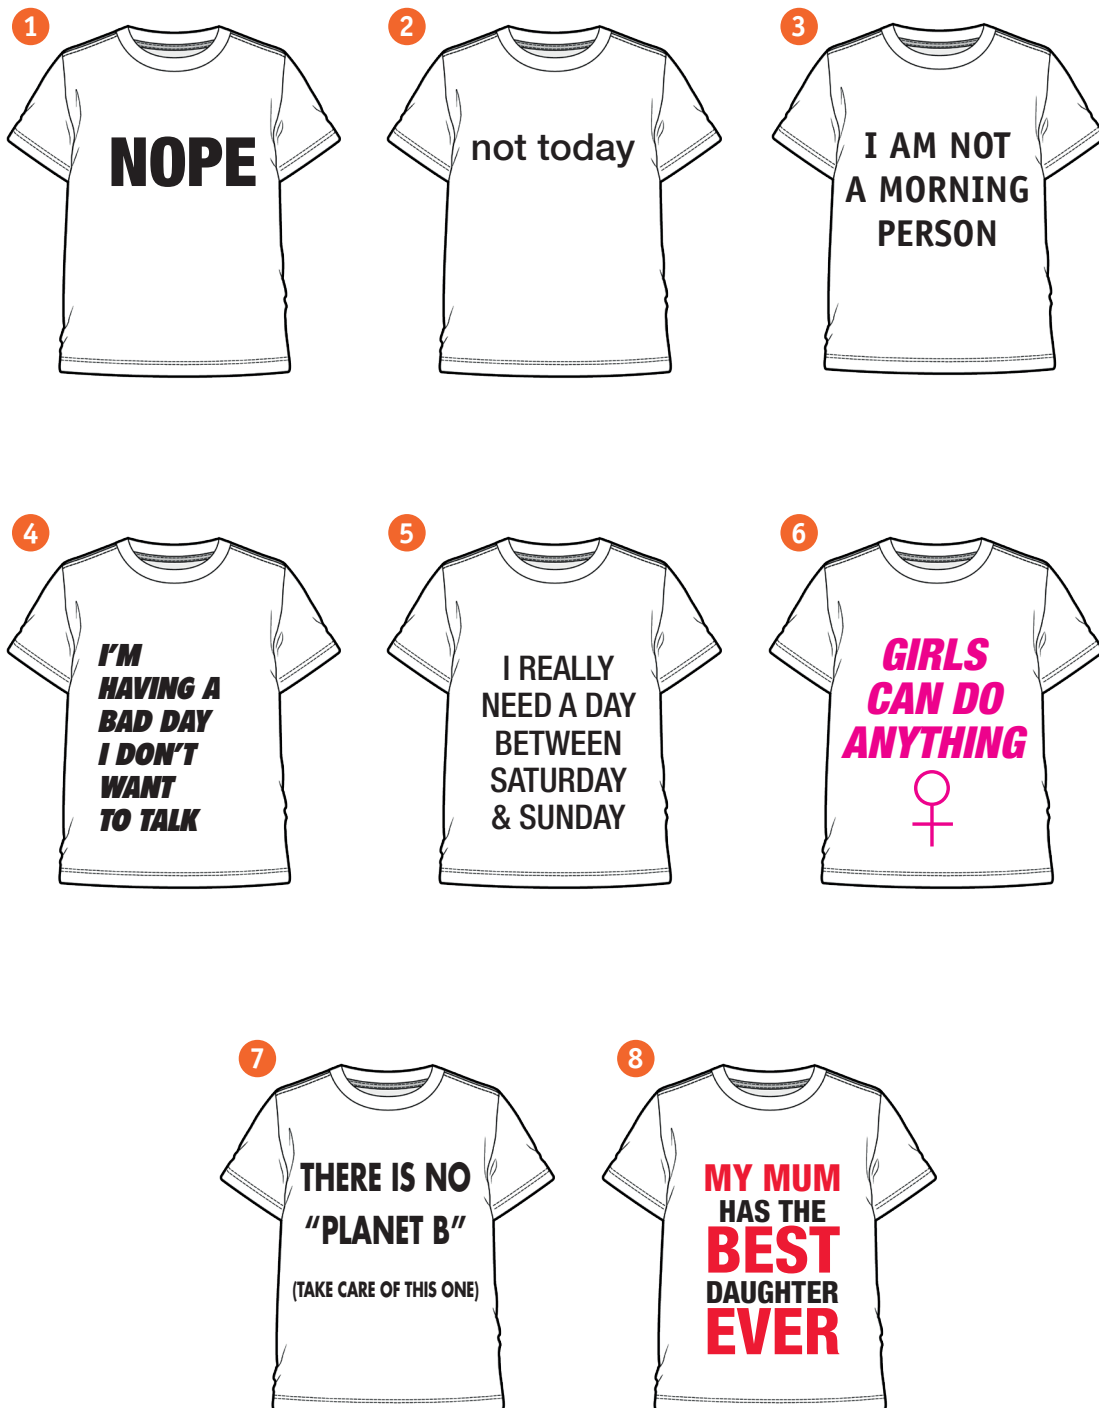 1
NOPE
2
not today
3
I AM NOT
A MORNING
PERSON
4
I'M
HAVING A
BAD DAY
I DON'T
WANT
TO TALK
5
I REALLY
NEED A DAY
BETWEEN
SATURDAY
& SUNDAY
6
GIRLS
CAN DO
ANYTHING
7
THERE IS NO
“PLANET B”
(TAKE CARE OF THIS ONE)
8
MY MUM
HAS THE
BEST
DAUGHTER
EVER